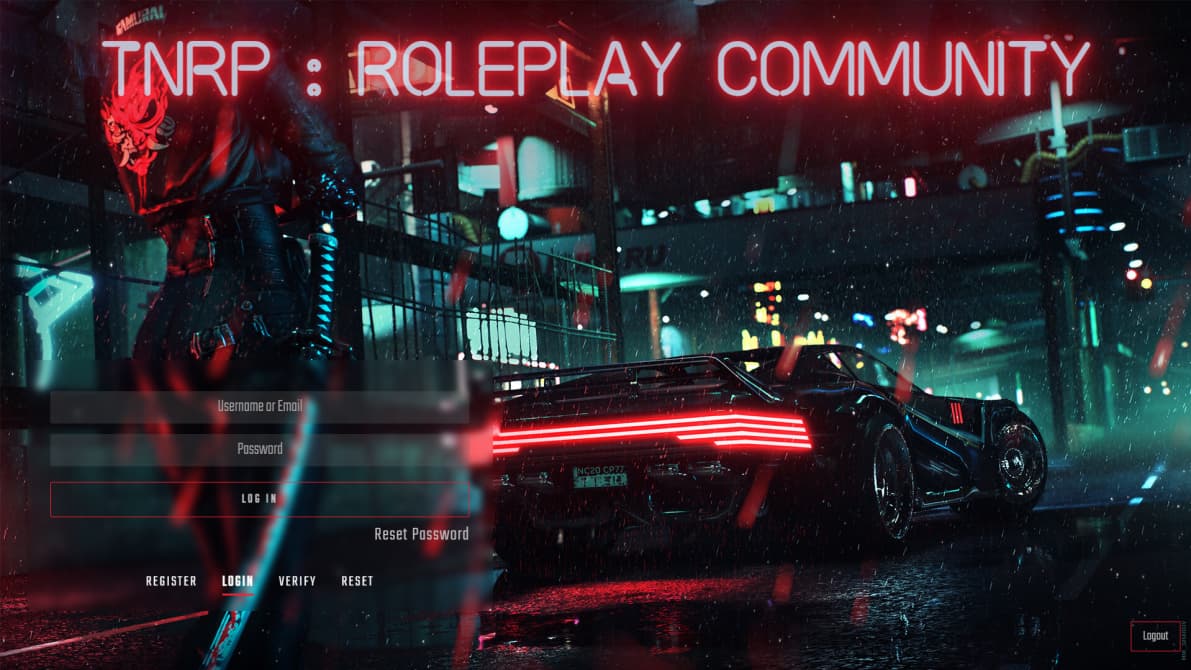 SAMURAI
TNRP : ROLEPLAY COMMUNITY
Username or Email
Password
LOG IN
Reset Password
REGISTER LOGIN VERIFY RESET
NC20 CP77
Logout